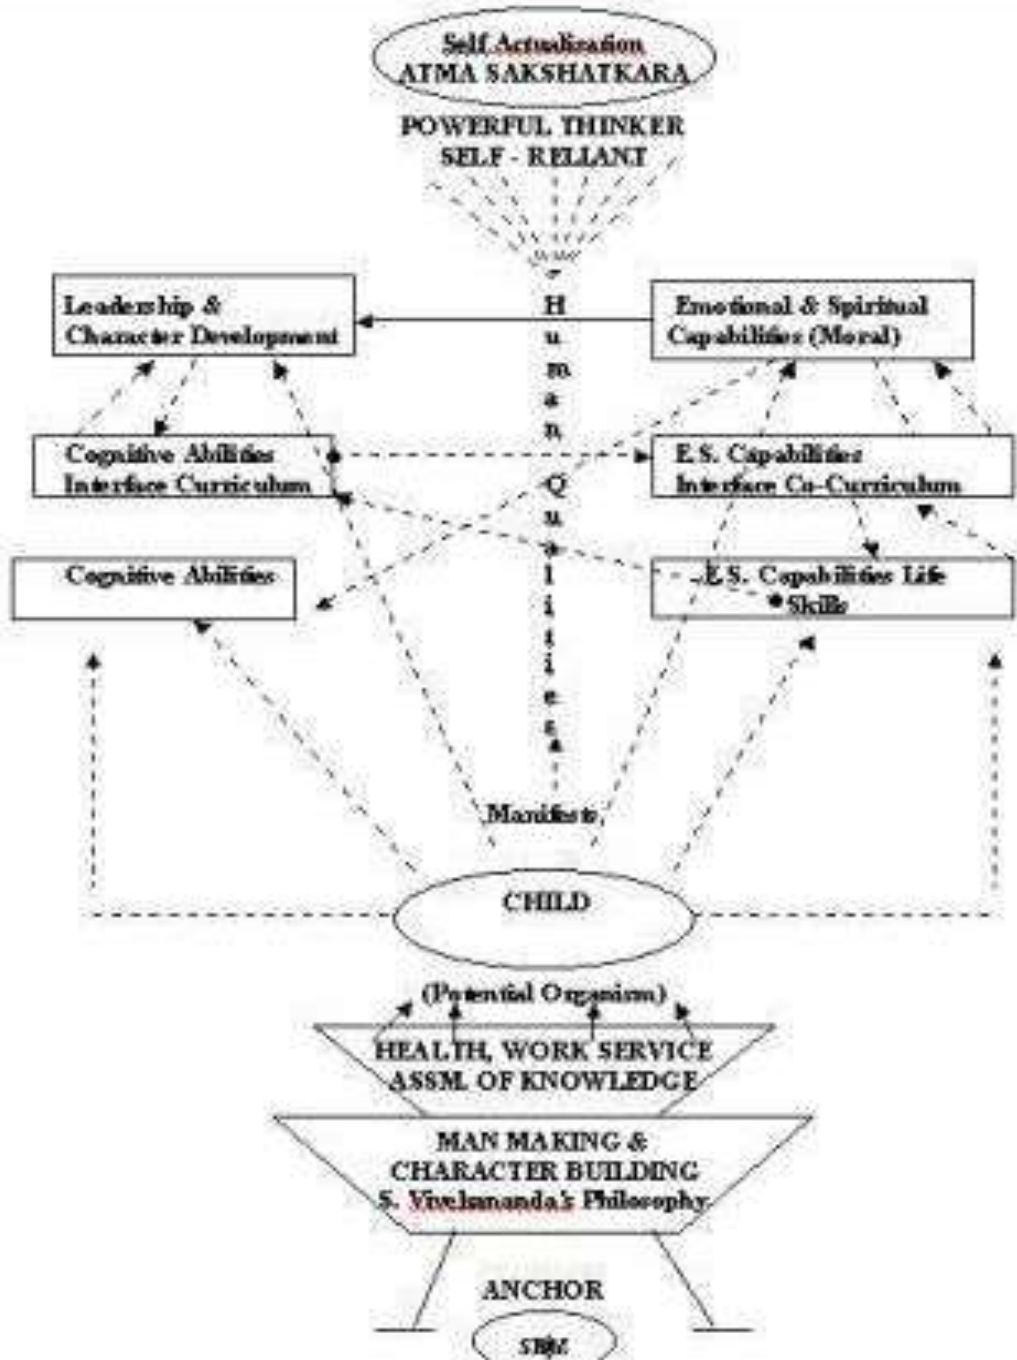 Self Actualization
ATMA SAKSHATKARA
POWERFUL THINKER
SELF - RELIANT
Leadership &
Character Development
Emotional & Spiritual
Capabilities (Moral)
Human Qualities
Cognitive Abilities
Interface Curriculum
E.S. Capabilities
Interface Co-Curriculum
Cognitive Abilities
E.S. Capabilities Life
Skills
Manifests
CHILD
(Potential Organism)
HEALTH, WORK SERVICE
ASSM. OF KNOWLEDGE
MAN MAKING &
CHARACTER BUILDING
S. Vivekananda's Philosophy
ANCHOR